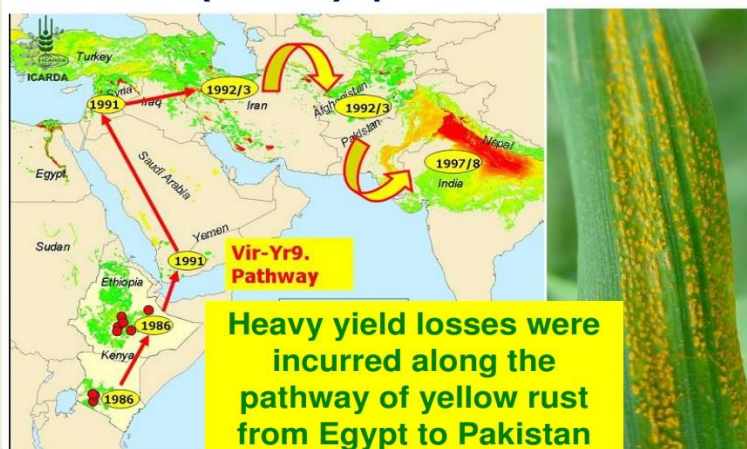 ICARDA
Turkey
Syria
Iraq
Iran
Afghanistan
Pakistan
Nepal
India
Egypt
Saudi Arabia
Yemen
Sudan
Ethiopia
Kenya
1991
1992/3
1992/3
1997/8
1991
1986
1986
Vir-Yr9.
Pathway
Heavy yield losses were
incurred along the
pathway of yellow rust
from Egypt to Pakistan